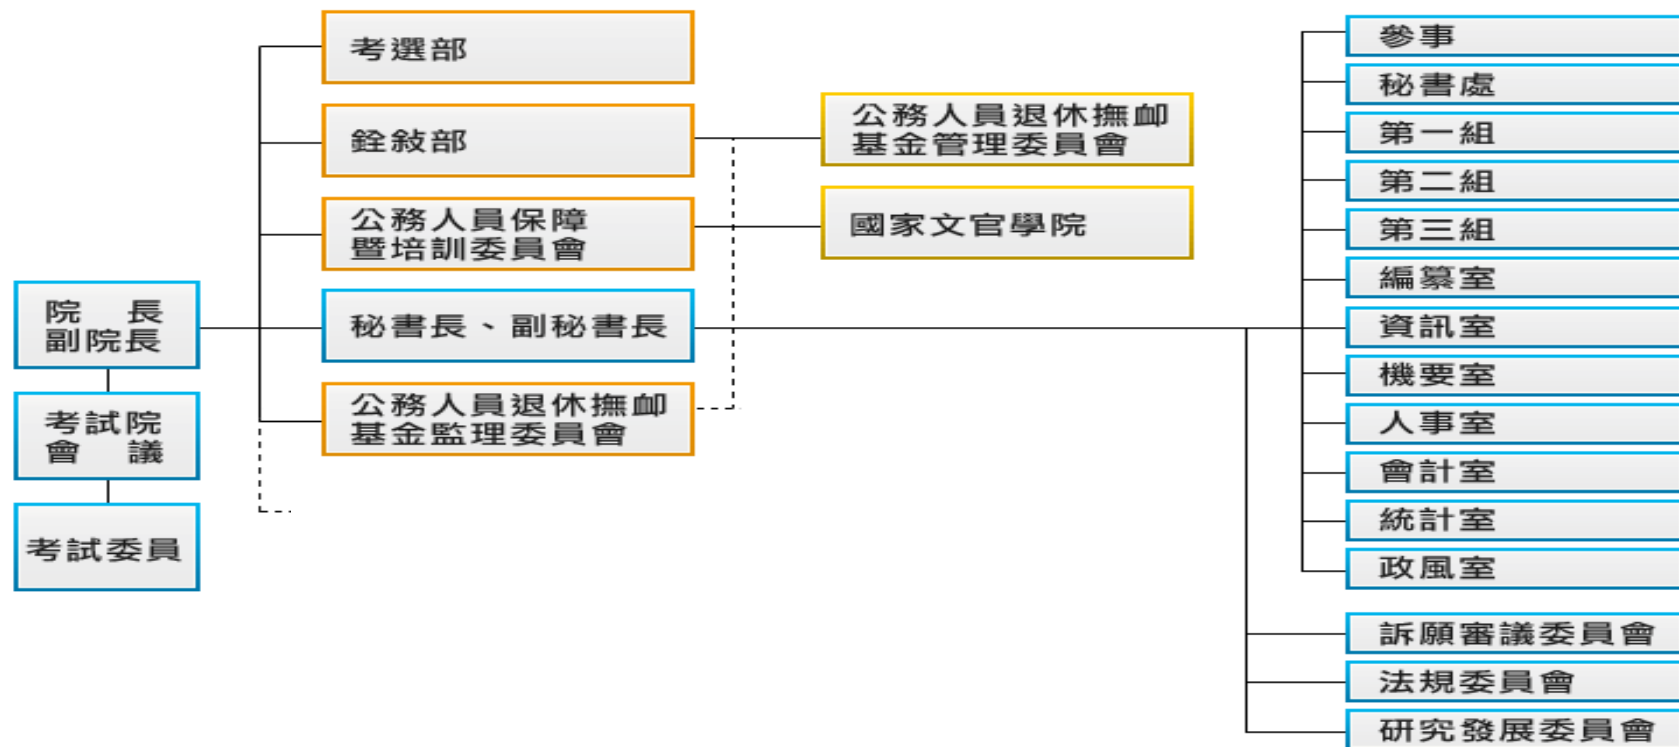 院 長
副院長
考試院
會 議
考試委員
考選部
銓敍部
公務人員保障
暨培訓委員會
秘書長、副秘書長
公務人員退休撫卹
基金監理委員會
公務人員退休撫卹
基金管理委員會
國家文官學院
參事
秘書處
第一組
第二組
第三組
編纂室
資訊室
機要室
人事室
會計室
統計室
政風室
訴願審議委員會
法規委員會
研究發展委員會